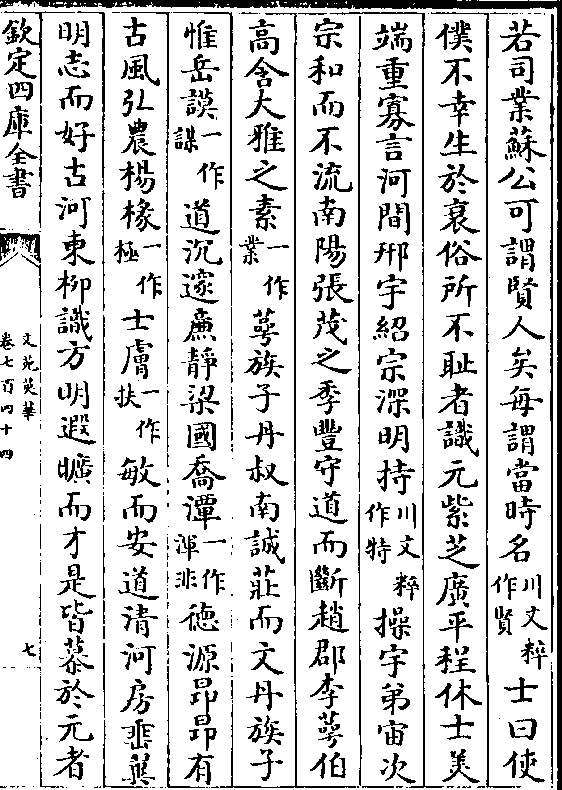 若司業蘇公可謂賢人矣每謂當時名川文粹作賢士曰使
僕不幸生於衰俗所不耻者識元紫芝廣平程休士美
端重寡言河間邢宇紹宗深明持川文粹作特操宇弟宙次
宗和而不流南陽張茂之季豐守道而斷趙郡李萼伯
高含大雅之素一作業萼族子丹叔南誠莊而文丹族子
惟岳謨一作謀道沉邃廉靜梁國喬潭一作渾非德源昂昂有
古風弘農楊椽一作極士膚一作扶敏而安道清河房垂翼
明志而好古河東柳識方明遐曠而才是皆慕於元者
欽定四庫全書
文苑英華
卷七百四十四
七